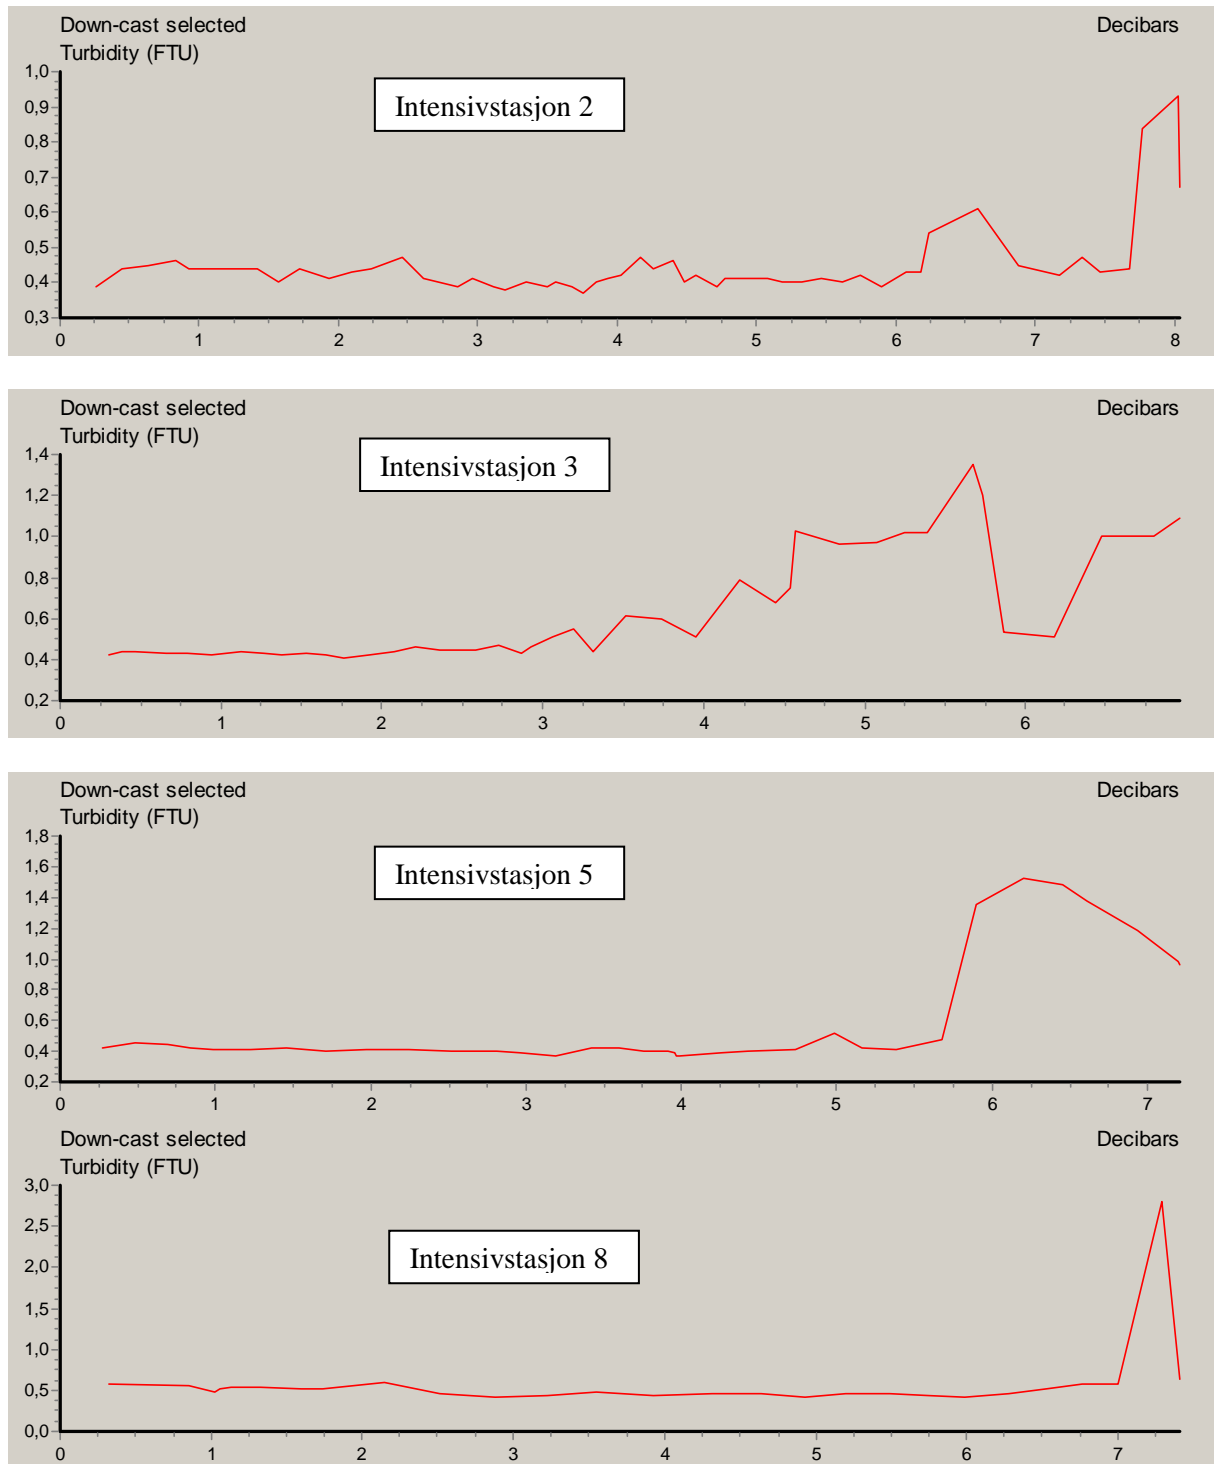 Down-cast selected Decibars
Turbidity (FTU)
Intensivstasjon 2
1,0
0,9
0,8
0,7
0,6
0,5
0,4
0,3
0 1 2 3 4 5 6 7 8
Down-cast selected Decibars
Turbidity (FTU)
Intensivstasjon 3
1,4
1,2
1,0
0,8
0,6
0,4
0,2
0 1 2 3 4 5 6
Down-cast selected Decibars
Turbidity (FTU)
Intensivstasjon 5
1,8
1,6
1,4
1,2
1,0
0,8
0,6
0,4
0,2
0 1 2 3 4 5 6 7
Down-cast selected Decibars
Turbidity (FTU)
Intensivstasjon 8
3,0
2,5
2,0
1,5
1,0
0,5
0,0
0 1 2 3 4 5 6 7